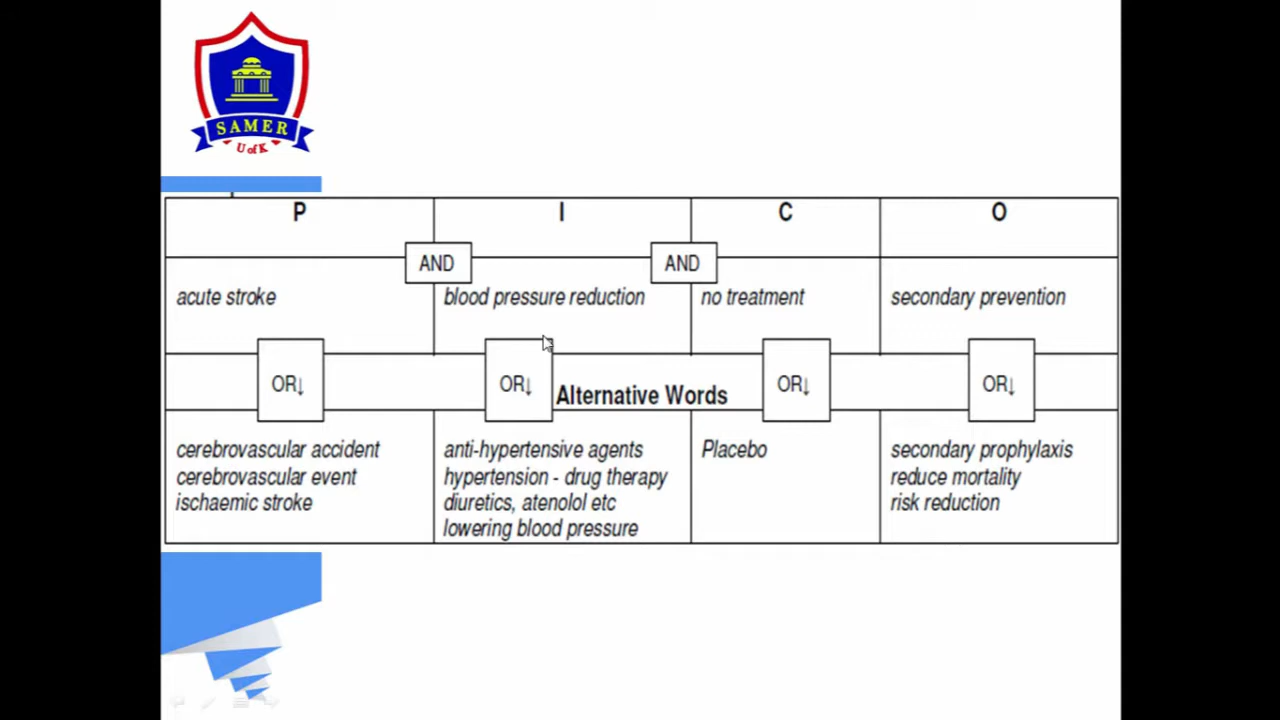 SAMER
U of K
P I C O
AND AND
acute stroke blood pressure reduction no treatment secondary prevention
OR↓ OR↓ Alternative Words OR↓ OR↓
cerebrovascular accident anti-hypertensive agents Placebo secondary prophylaxis
cerebrovascular event hypertension - drug therapy reduce mortality
ischaemic stroke diuretics, atenolol etc risk reduction
lowering blood pressure